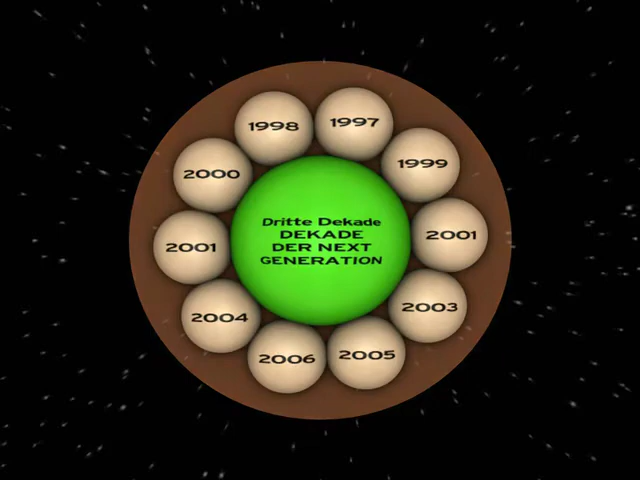 1998
1997
2000
1999
Dritte Dekade
DEKADE
DER NEXT
GENERATION
2001
2001
2004
2003
2006
2005